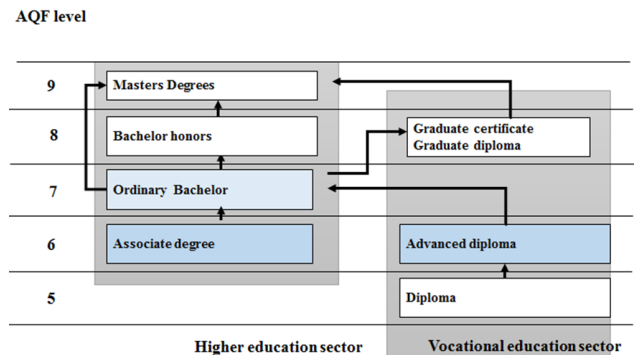 AQF level
9
Masters Degrees
8
Bachelor honors
Graduate certificate
Graduate diploma
7
Ordinary Bachelor
6
Associate degree
Advanced diploma
5
Diploma
Higher education sector
Vocational education sector